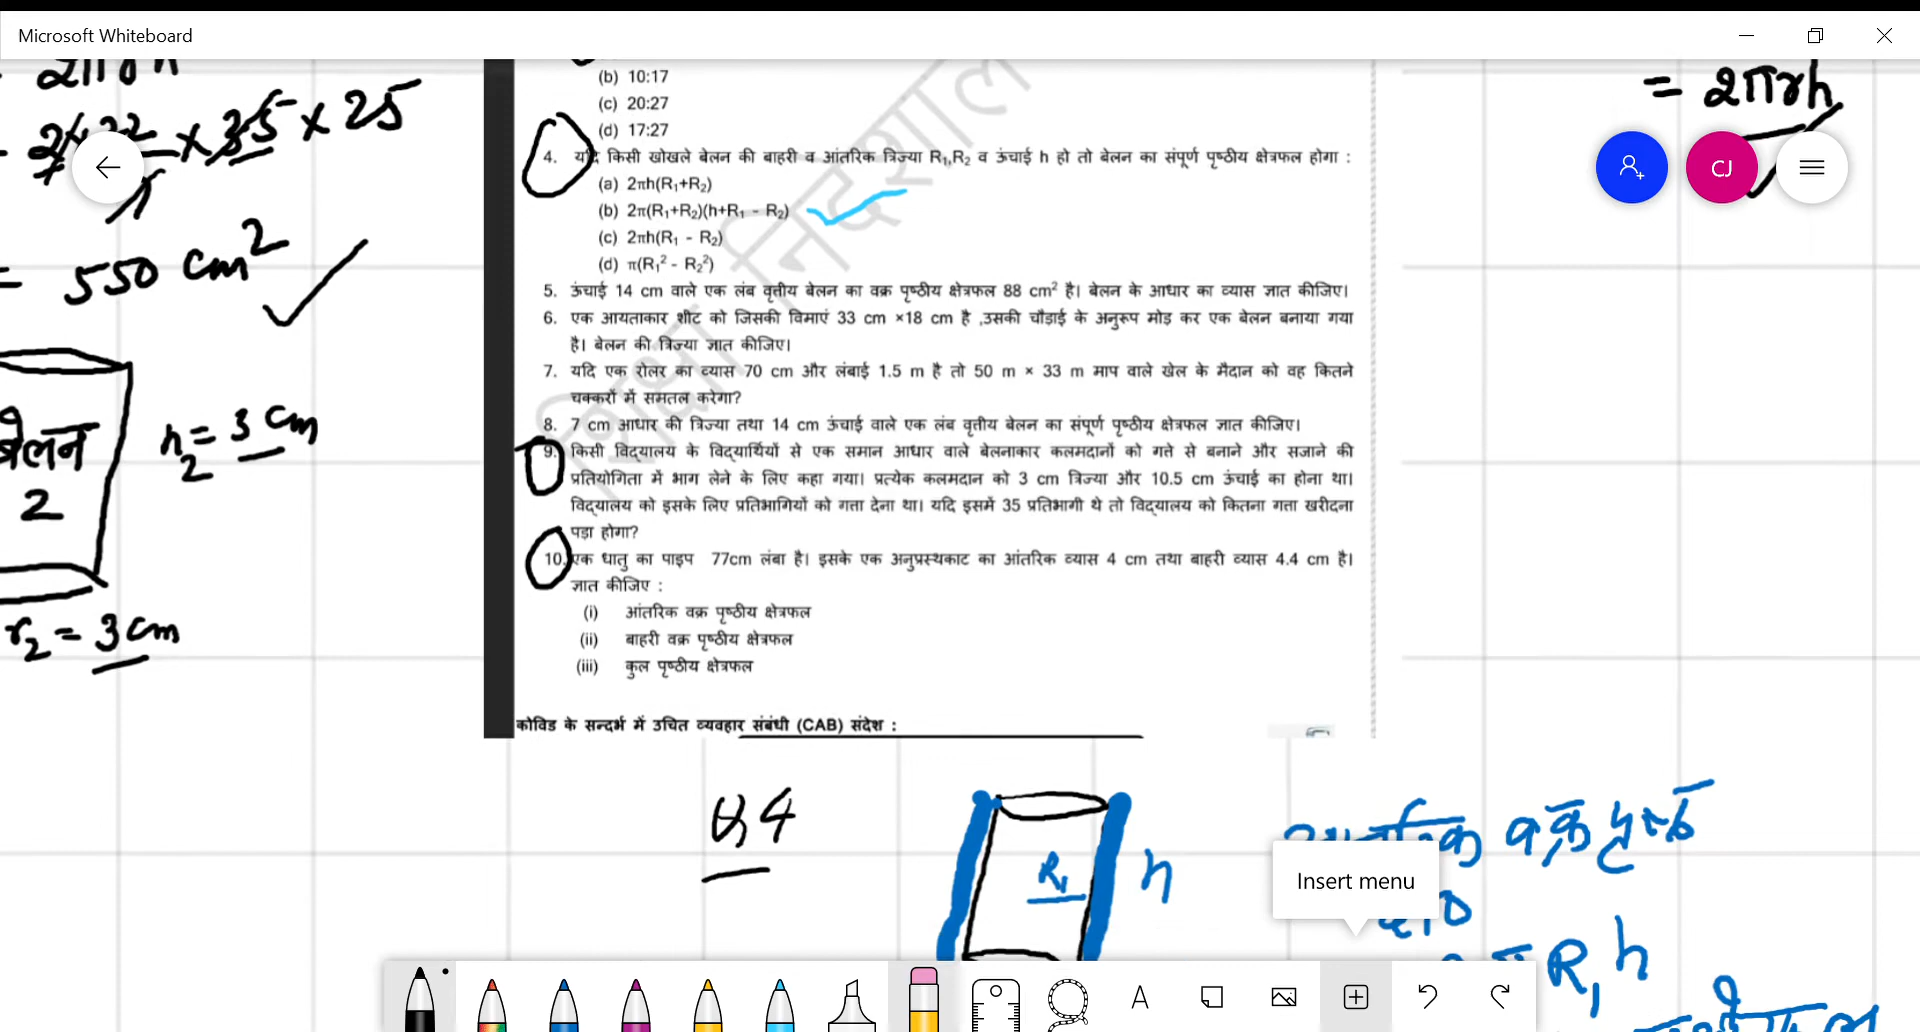 Microsoft Whiteboard
= 2πrh
× 35 × 25
= 550 cm²
बेलन
2
h₂ = 3 cm
r₂ = 3 cm
(b) 10:17
(c) 20:27
(d) 17:27
4. यदि किसी खोखले बेलन की बाहरी व आंतरिक त्रिज्या R₁,R₂ व ऊंचाई h हो तो बेलन का संपूर्ण पृष्ठीय क्षेत्रफल होगा :
(a) 2πh(R₁+R₂)
(b) 2π(R₁+R₂)(h+R₁ - R₂)
(c) 2πh(R₁ - R₂)
(d) π(R₁² - R₂²)
5. ऊंचाई 14 cm वाले एक लंब वृत्तीय बेलन का वक्र पृष्ठीय क्षेत्रफल 88 cm² है। बेलन के आधार का व्यास ज्ञात कीजिए।
6. एक आयताकार शीट को जिसकी विमाएं 33 cm ×18 cm है ,उसकी चौड़ाई के अनुरूप मोड़ कर एक बेलन बनाया गया
है। बेलन की त्रिज्या ज्ञात कीजिए।
7. यदि एक रोलर का व्यास 70 cm और लंबाई 1.5 m है तो 50 m × 33 m माप वाले खेल के मैदान को वह कितने
चक्करों में समतल करेगा?
8. 7 cm आधार की त्रिज्या तथा 14 cm ऊंचाई वाले एक लंब वृत्तीय बेलन का संपूर्ण पृष्ठीय क्षेत्रफल ज्ञात कीजिए।
9. किसी विद्यालय के विद्यार्थियों से एक समान आधार वाले बेलनाकार कलमदानों को गत्ते से बनाने और सजाने की
प्रतियोगिता में भाग लेने के लिए कहा गया। प्रत्येक कलमदान को 3 cm त्रिज्या और 10.5 cm ऊंचाई का होना था।
विद्यालय को इसके लिए प्रतिभागियों को गत्ता देना था। यदि इसमें 35 प्रतिभागी थे तो विद्यालय को कितना गत्ता खरीदना
पड़ा होगा?
10. एक धातु का पाइप 77cm लंबा है। इसके एक अनुप्रस्थकाट का आंतरिक व्यास 4 cm तथा बाहरी व्यास 4.4 cm है।
ज्ञात कीजिए :
(i) आंतरिक वक्र पृष्ठीय क्षेत्रफल
(ii) बाहरी वक्र पृष्ठीय क्षेत्रफल
(iii) कुल पृष्ठीय क्षेत्रफल
कोविड के सन्दर्भ में उचित व्यवहार संबंधी (CAB) संदेश :
शिक्षा निदेशाल
CJ
4
R₁
h
वक्र पृष्ठ
Insert menu
R₁ h
A